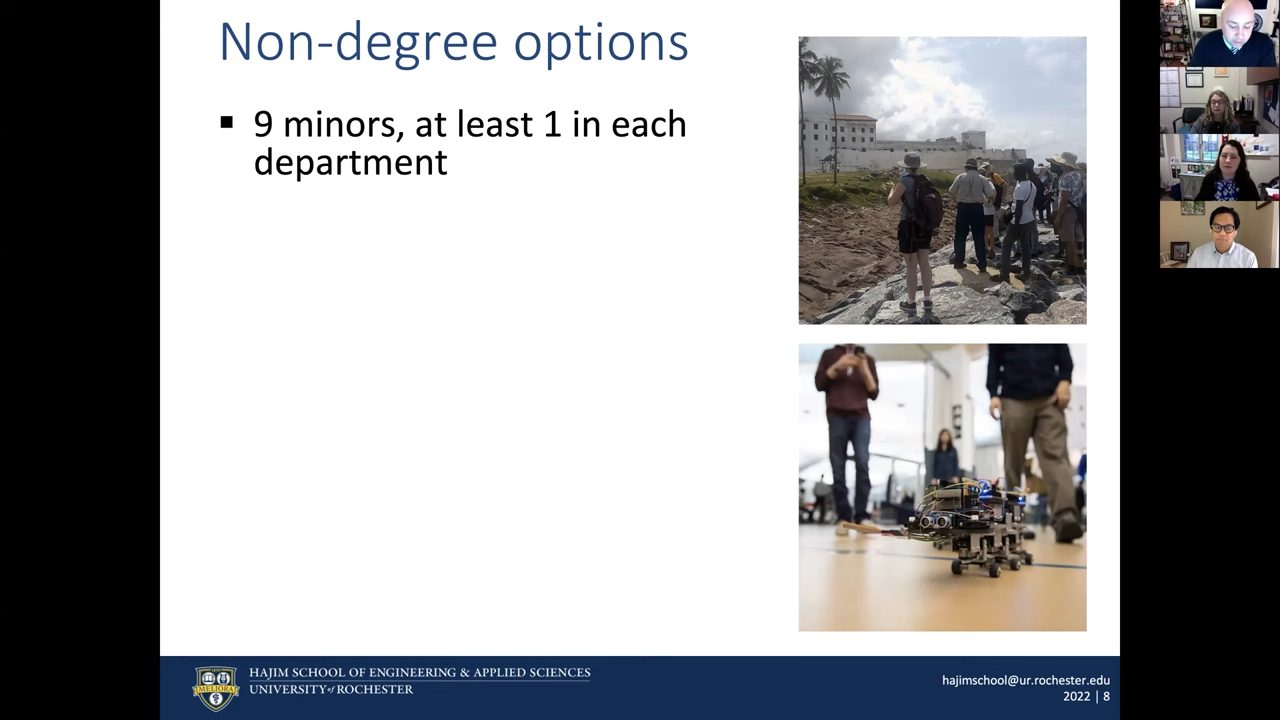 Non-degree options
▪ 9 minors, at least 1 in each
department
HAJIM SCHOOL OF ENGINEERING & APPLIED SCIENCES
UNIVERSITY of ROCHESTER
MELIORA
hajimschool@ur.rochester.edu
2022 | 8